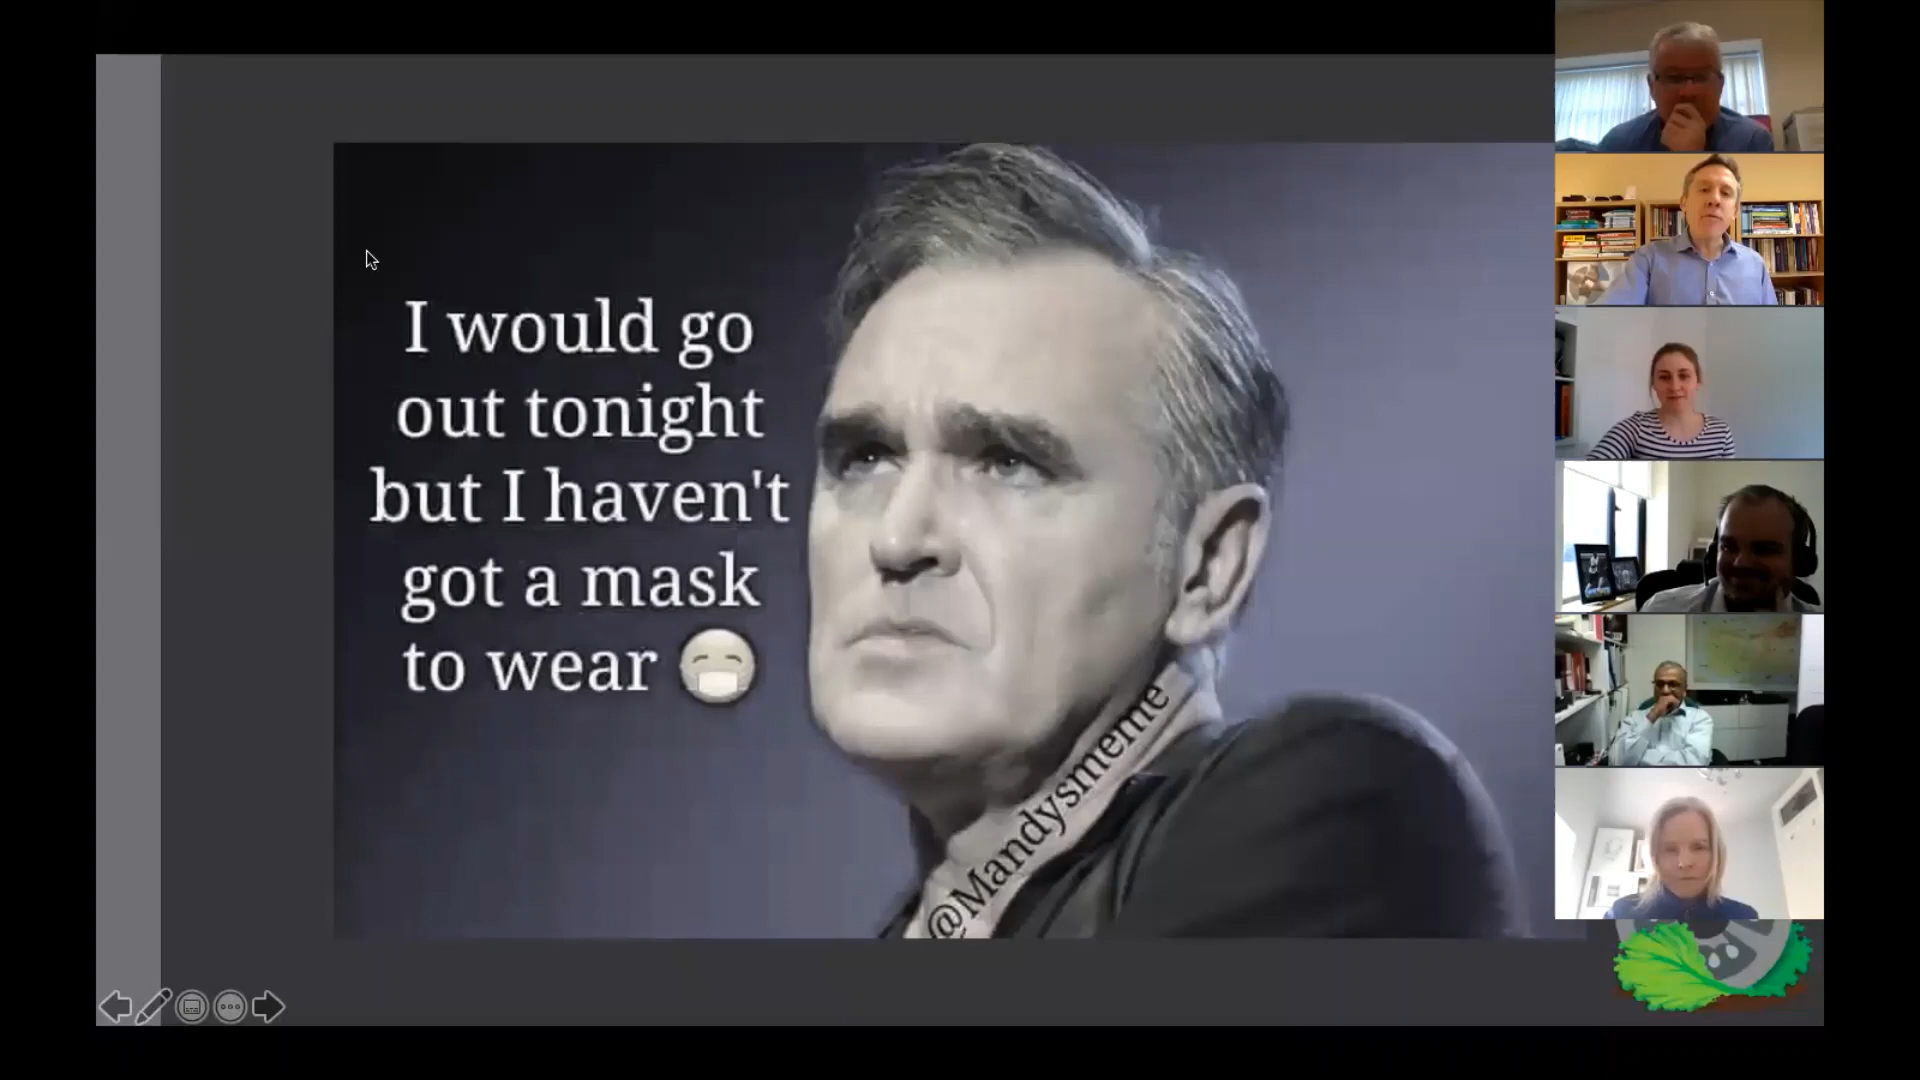 I would go
out tonight
but I haven't
got a mask
to wear
@Mandysmeme